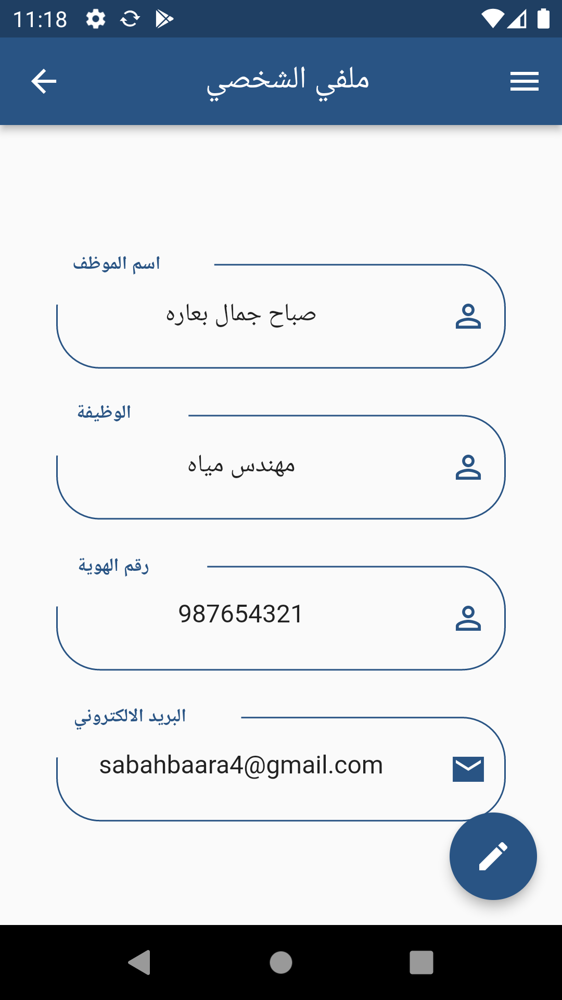 11:18
ملفي الشخصي
اسم الموظف
صباح جمال بعاره
الوظيفة
مهندس مياه
رقم الهوية
987654321
البريد الالكتروني
sabahbaara4@gmail.com